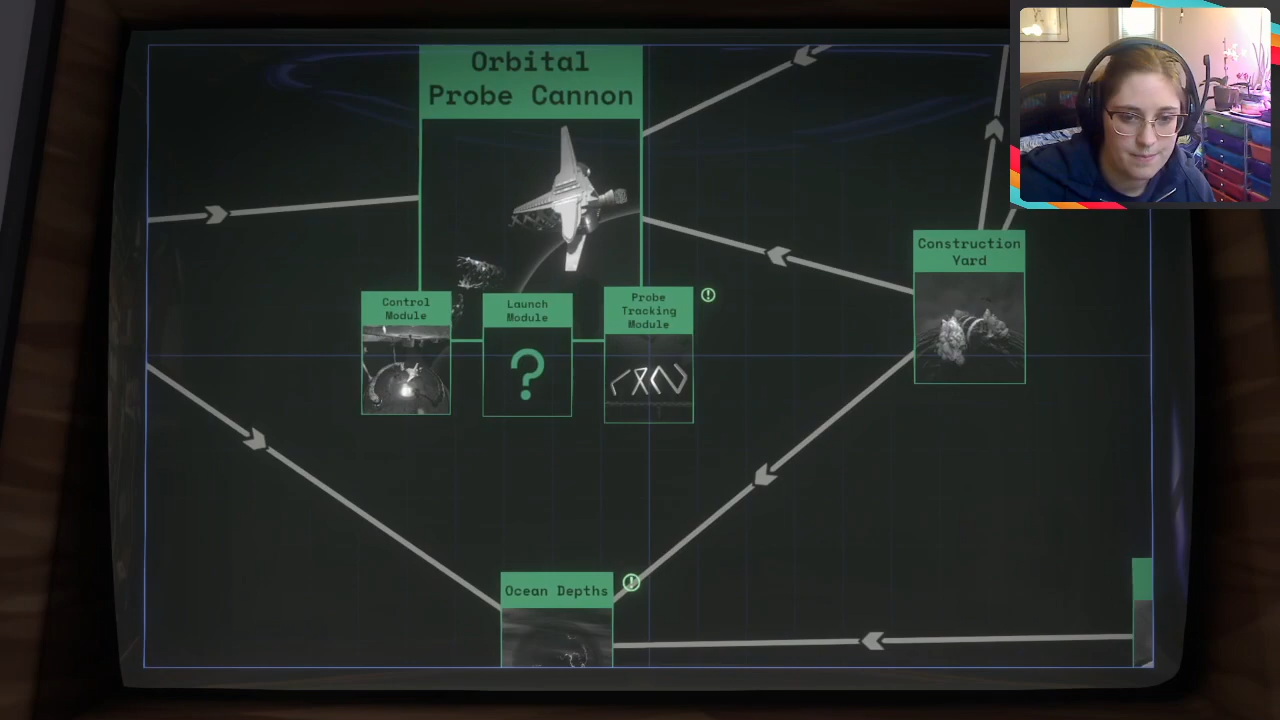 Orbital
Probe Cannon
Control
Module
Launch
Module
?
Probe
Tracking
Module
Construction
Yard
Ocean Depths